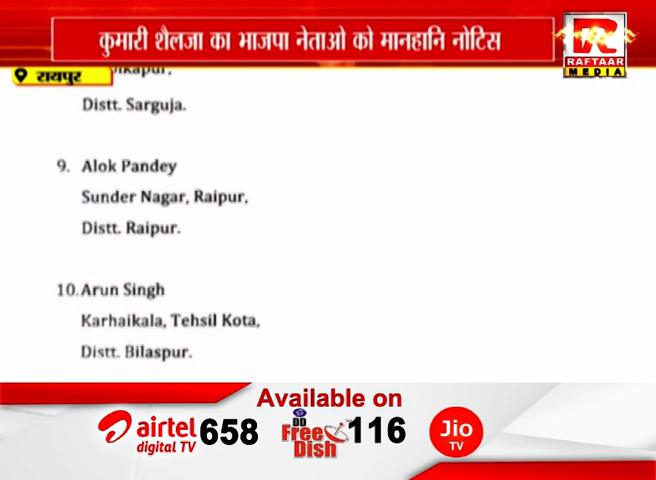 कुमारी शैलजा का भाजपा नेताओ को मानहानि नोटिस
R
RAFTAAR
MEDIA
रायपुर
Distt. Sarguja.
9. Alok Pandey
Sunder Nagar, Raipur,
Distt. Raipur.
10. Arun Singh
Karhaikala, Tehsil Kota,
Distt. Bilaspur.
Available on
airtel
digital TV
658
DD
Free
Dish
116
Jio
TV